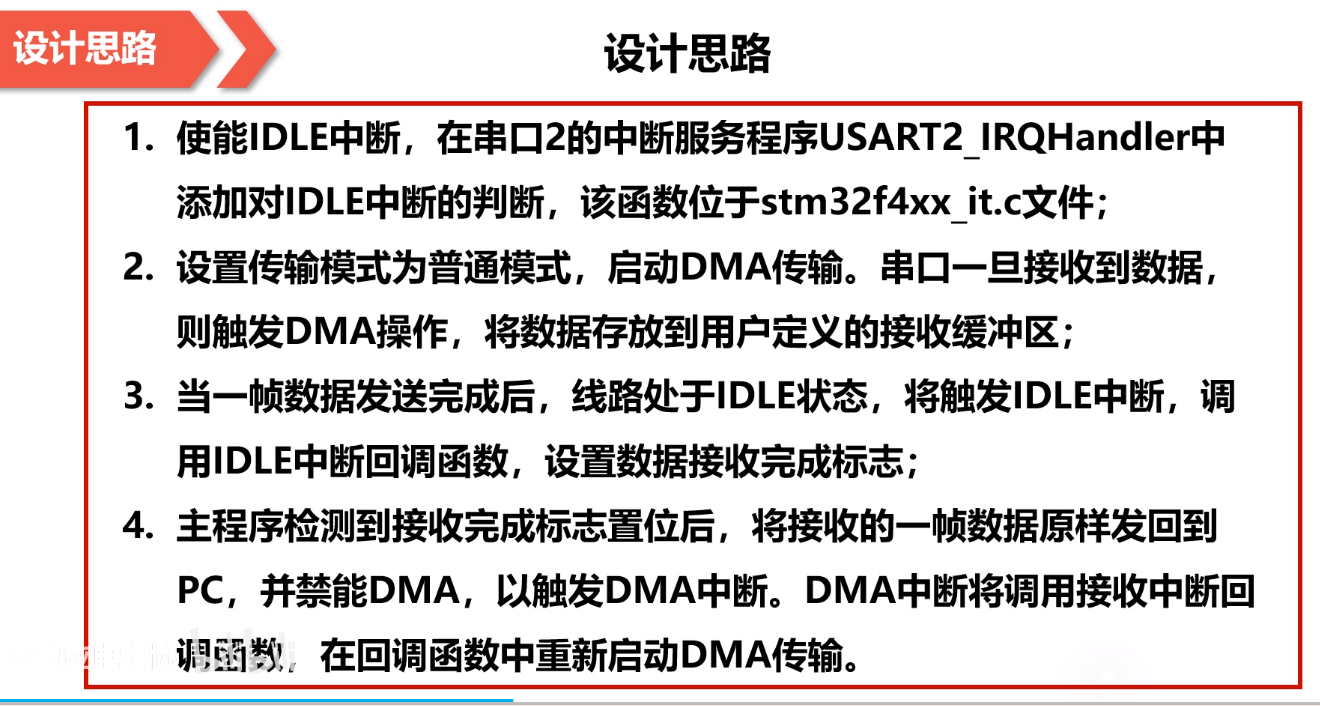 设计思路
设计思路
1. 使能IDLE中断，在串口2的中断服务程序USART2_IRQHandler中
添加对IDLE中断的判断，该函数位于stm32f4xx_it.c文件；
2. 设置传输模式为普通模式，启动DMA传输。串口一旦接收到数据，
则触发DMA操作，将数据存放到用户定义的接收缓冲区；
3. 当一帧数据发送完成后，线路处于IDLE状态，将触发IDLE中断，调
用IDLE中断回调函数，设置数据接收完成标志；
4. 主程序检测到接收完成标志置位后，将接收的一帧数据原样发回到
PC，并禁能DMA，以触发DMA中断。DMA中断将调用接收中断回
调函数，在回调函数中重新启动DMA传输。